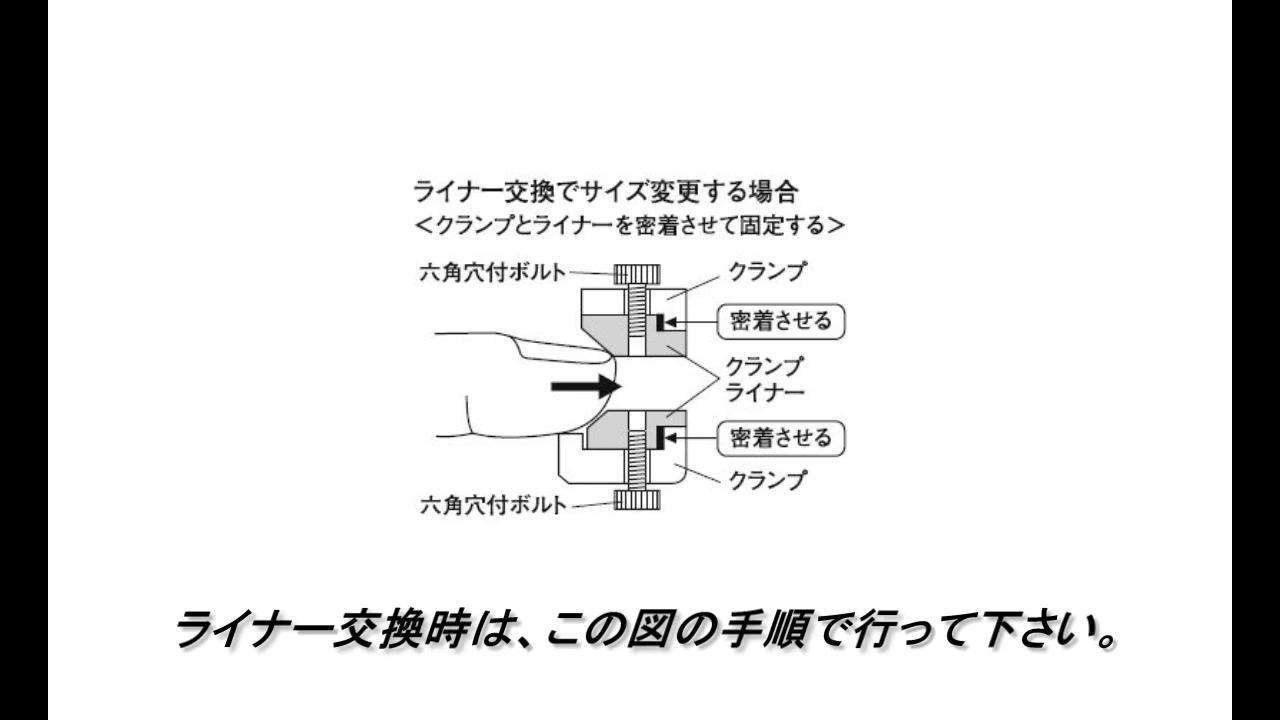 ライナー交換でサイズ変更する場合
＜クランプとライナーを密着させて固定する＞
六角穴付ボルト
クランプ
密着させる
クランプ
ライナー
密着させる
クランプ
六角穴付ボルト
ライナー交換時は、この図の手順で行って下さい。